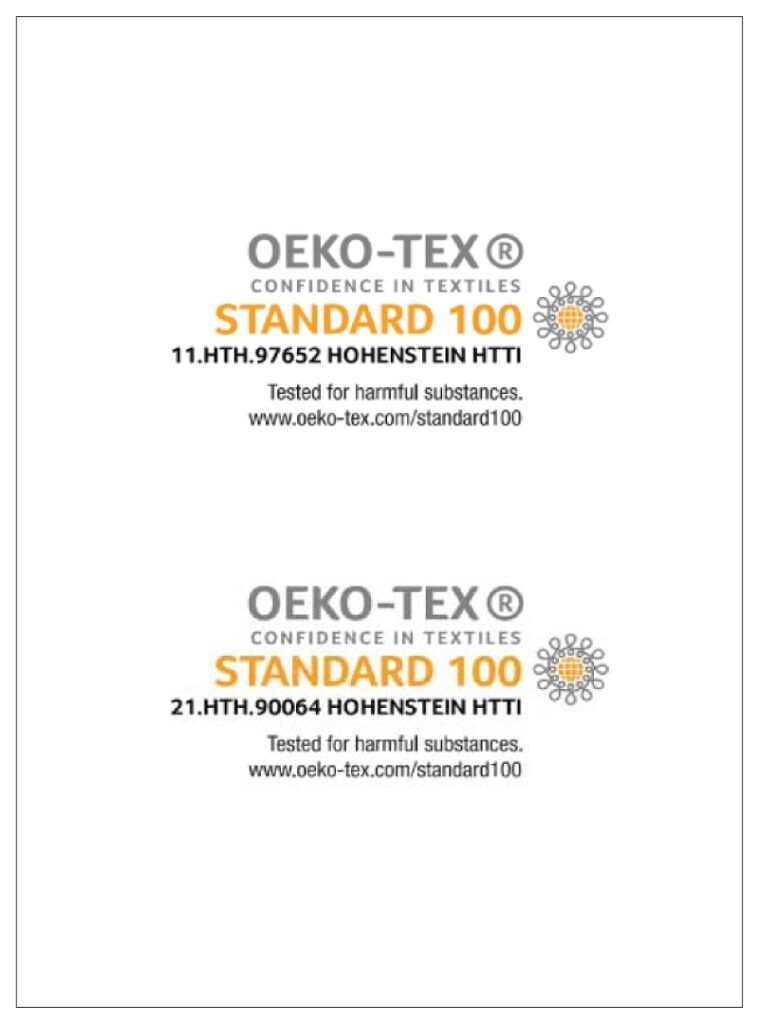 OEKO-TEX®
CONFIDENCE IN TEXTILES
STANDARD 100
11.HTH.97652 HOHENSTEIN HTTI
Tested for harmful substances.
www.oeko-tex.com/standard100
OEKO-TEX®
CONFIDENCE IN TEXTILES
STANDARD 100
21.HTH.90064 HOHENSTEIN HTTI
Tested for harmful substances.
www.oeko-tex.com/standard100